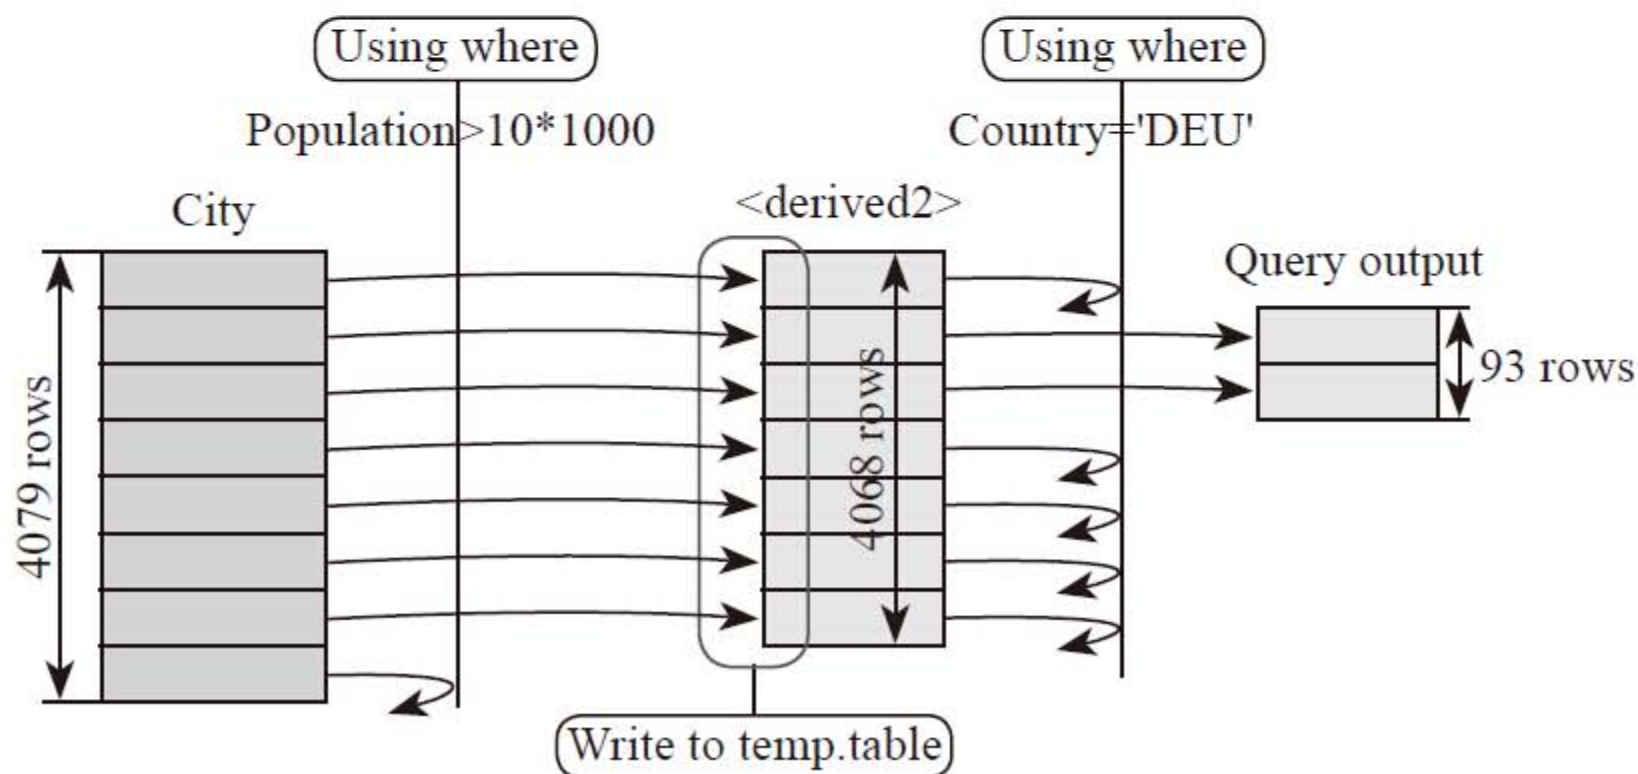 Using where
Using where
Population>10*1000
Country='DEU'
City
<derived2>
Query output
4079 rows
4068 rows
93 rows
Write to temp.table